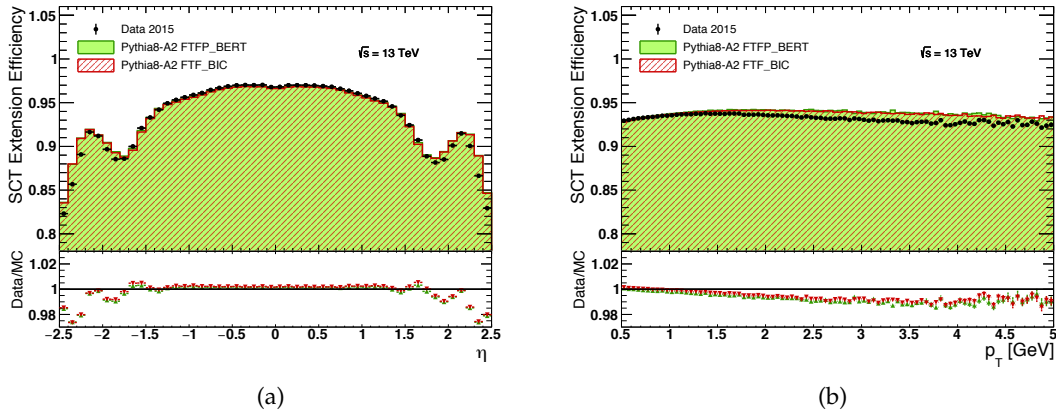 SCT Extension Efficiency
1.05
1
0.95
0.9
0.85
0.8
Data 2015
Pythia8-A2 FTFP_BERT
Pythia8-A2 FTF_BIC
√s = 13 TeV
Data/MC
1.02
1
0.98
−2.5 −2 −1.5 −1 −0.5 0 0.5 1 1.5 2 2.5
η
(a)
SCT Extension Efficiency
1.05
1
0.95
0.9
0.85
0.8
Data 2015
Pythia8-A2 FTFP_BERT
Pythia8-A2 FTF_BIC
√s = 13 TeV
Data/MC
1.02
1
0.98
0.5 1 1.5 2 2.5 3 3.5 4 4.5 5
p_T [GeV]
(b)